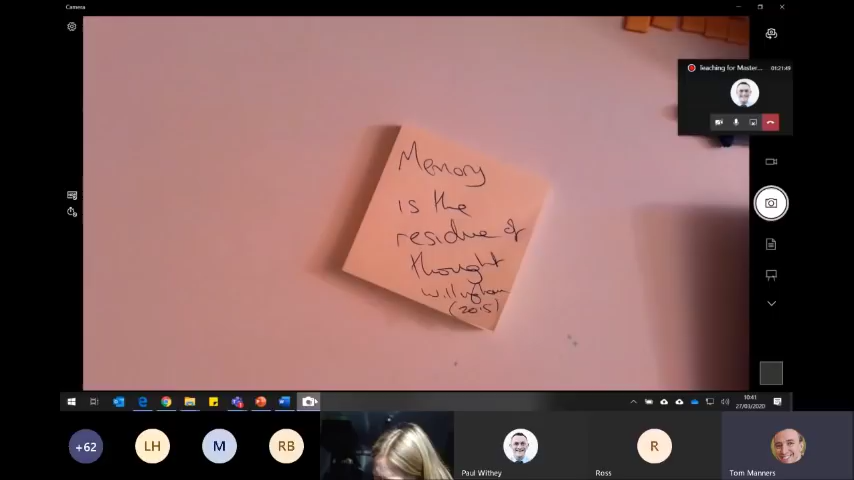 Camera
Teaching for Master...
01:21:49
Memory
is the
residue of
thought
Willingham
(2015)
10:41
27/03/2020
+62
LH
M
RB
R
Paul Withey
Ross
Tom Manners